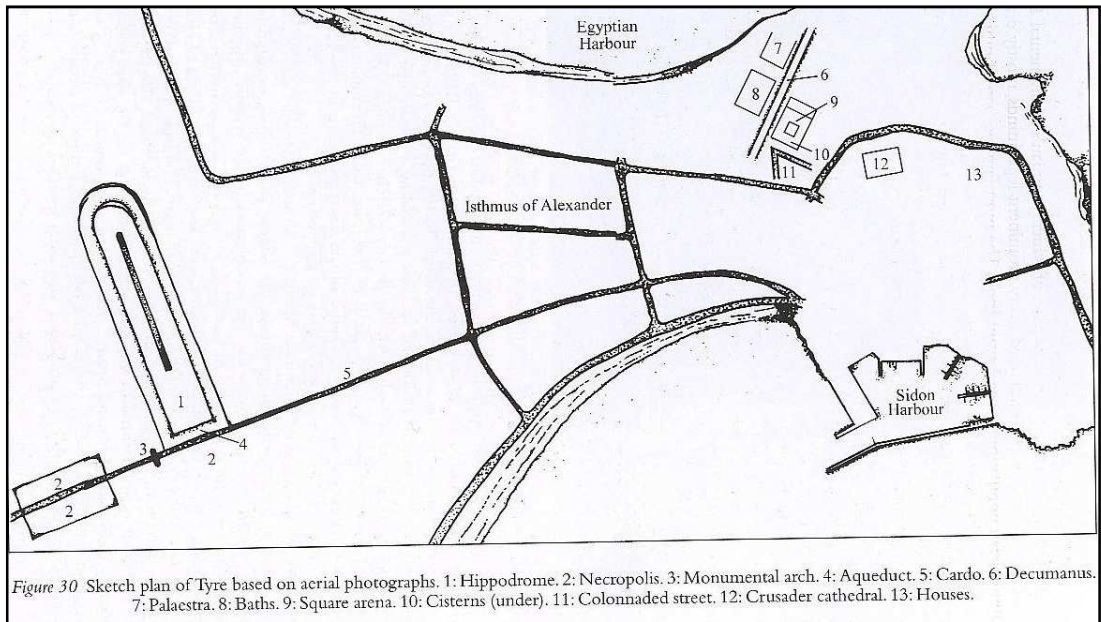 Egyptian
Harbour
7
6
8
9
10
11
12
13
Isthmus of Alexander
5
1
Sidon
Harbour
3
4
2
2
2
Figure 30 Sketch plan of Tyre based on aerial photographs. 1: Hippodrome. 2: Necropolis. 3: Monumental arch. 4: Aqueduct. 5: Cardo. 6: Decumanus.
7: Palaestra. 8: Baths. 9: Square arena. 10: Cisterns (under). 11: Colonnaded street. 12: Crusader cathedral. 13: Houses.